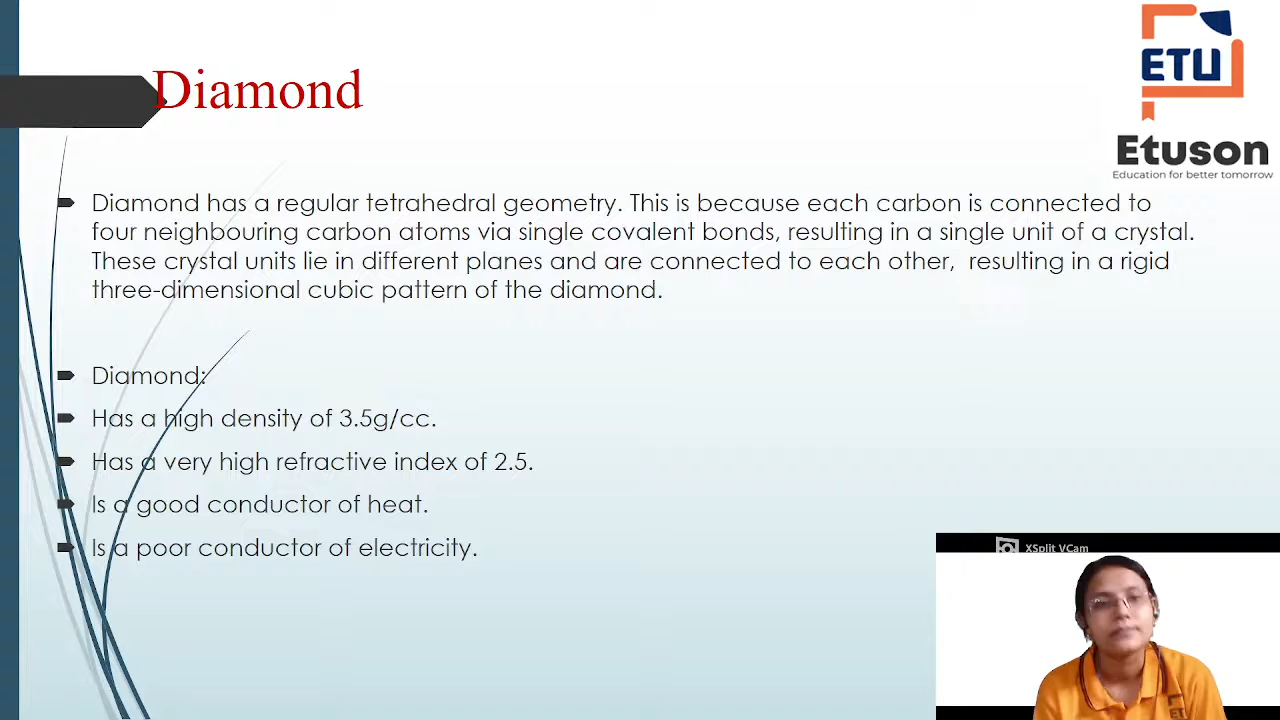 Diamond
ETU
Etuson
Education for better tomorrow
Diamond has a regular tetrahedral geometry. This is because each carbon is connected to
four neighbouring carbon atoms via single covalent bonds, resulting in a single unit of a crystal.
These crystal units lie in different planes and are connected to each other, resulting in a rigid
three-dimensional cubic pattern of the diamond.
Diamond:
Has a high density of 3.5g/cc.
Has a very high refractive index of 2.5.
Is a good conductor of heat.
Is a poor conductor of electricity.
XSplit VCam
ETU